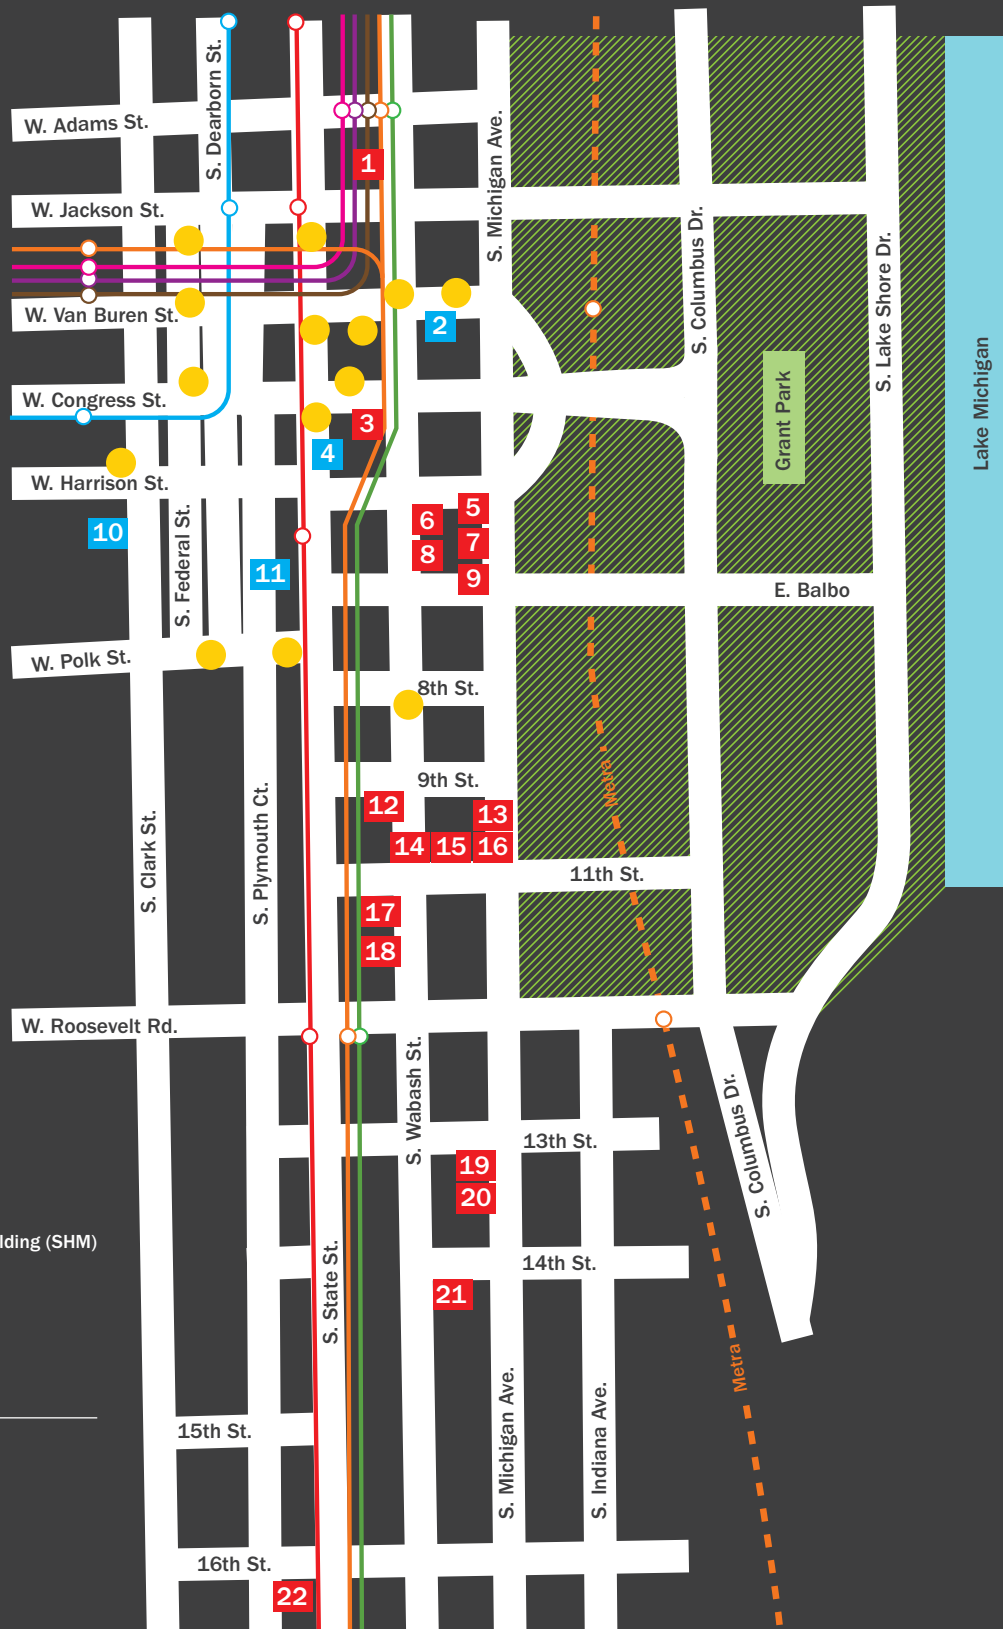 S. Dearborn St.
W. Adams St.
S. Michigan Ave.
1
W. Jackson St.
S. Columbus Dr.
S. Lake Shore Dr.
W. Van Buren St.
2
W. Congress St.
Grant Park
Lake Michigan
3
4
W. Harrison St.
5
6
7
8
9
10
11
S. Federal St.
E. Balbo
W. Polk St.
8th St.
9th St.
Metra
12
13
14
15
16
S. Clark St.
S. Plymouth Ct.
11th St.
17
18
W. Roosevelt Rd.
S. Wabash St.
13th St.
S. Columbus Dr.
19
20
lding (SHM)
14th St.
S. State St.
21
Metra
S. Michigan Ave.
S. Indiana Ave.
15th St.
16th St.
22